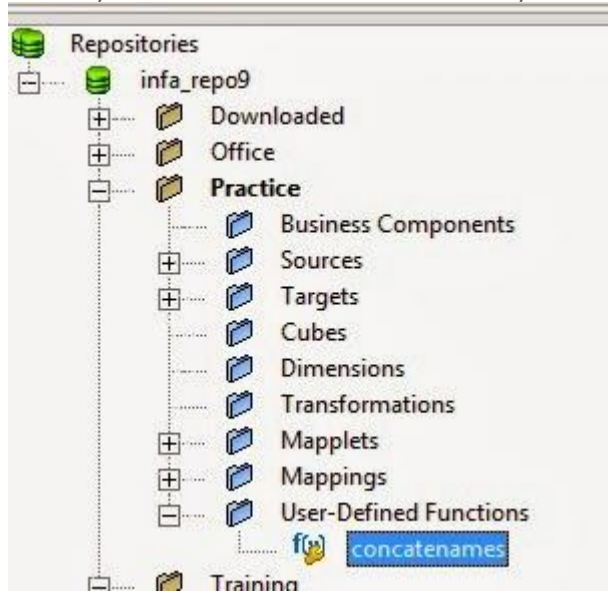 Repositories
infa_repo9
Downloaded
Office
Practice
Business Components
Sources
Targets
Cubes
Dimensions
Transformations
Mapplets
Mappings
User-Defined Functions
f(x) concatenames
Training